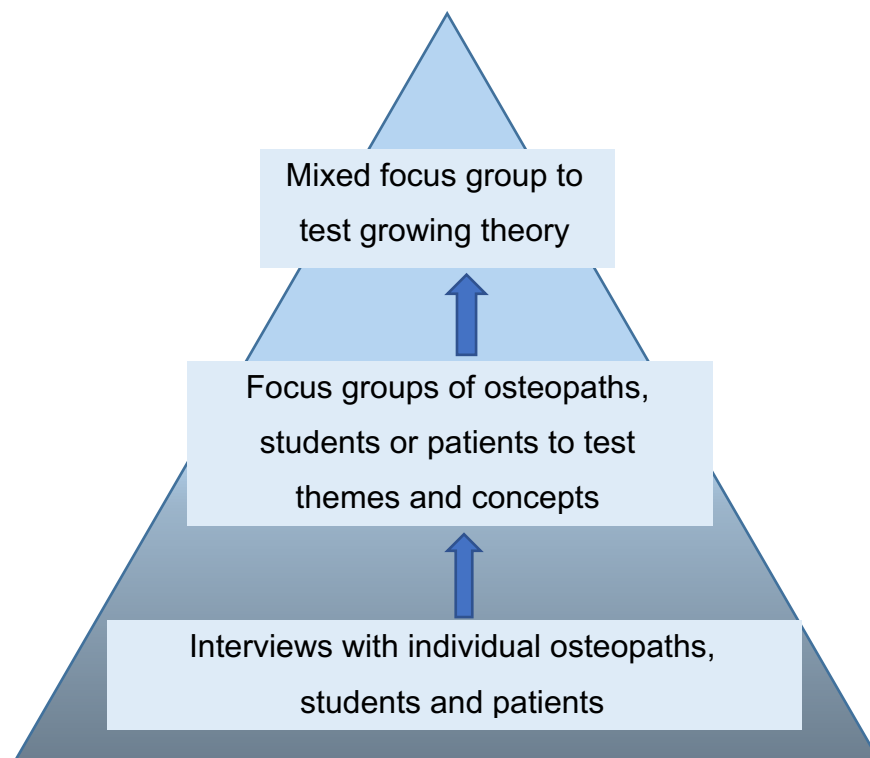 Mixed focus group to
test growing theory
Focus groups of osteopaths,
students or patients to test
themes and concepts
Interviews with individual osteopaths,
students and patients